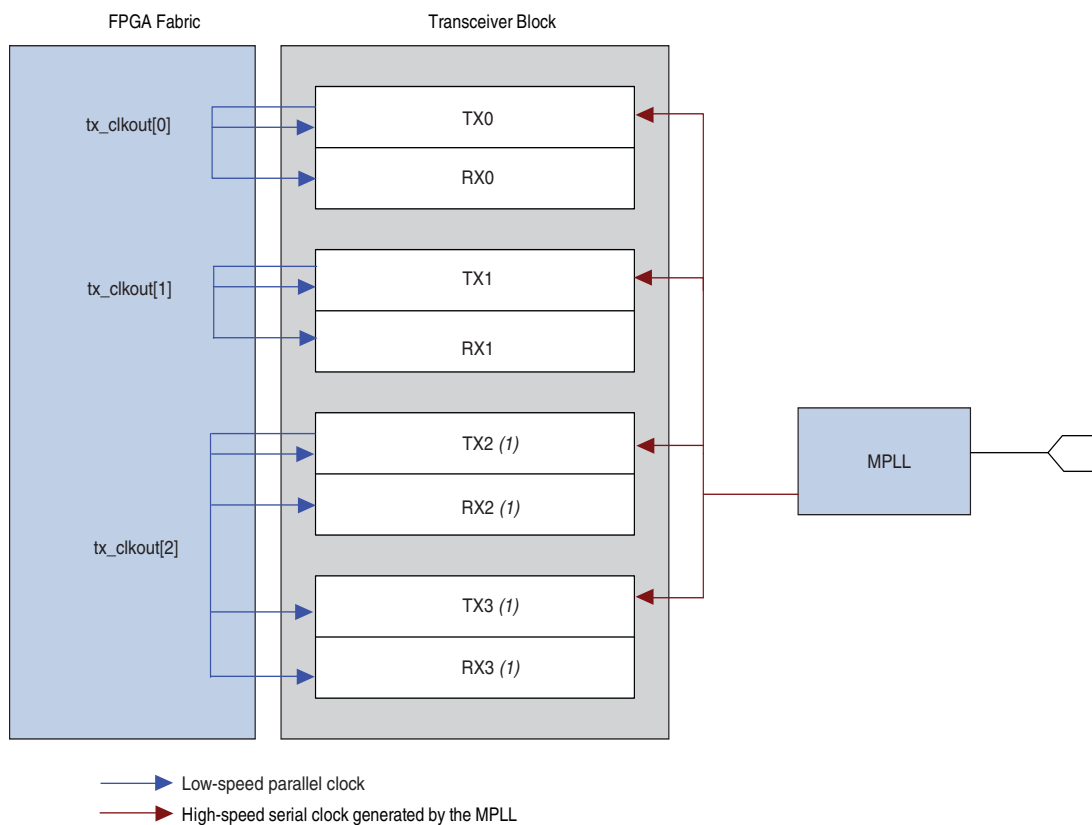 FPGA Fabric
Transceiver Block
tx_clkout[0]
TX0
RX0
tx_clkout[1]
TX1
RX1
TX2 (1)
MPLL
RX2 (1)
tx_clkout[2]
TX3 (1)
RX3 (1)
Low-speed parallel clock
High-speed serial clock generated by the MPLL